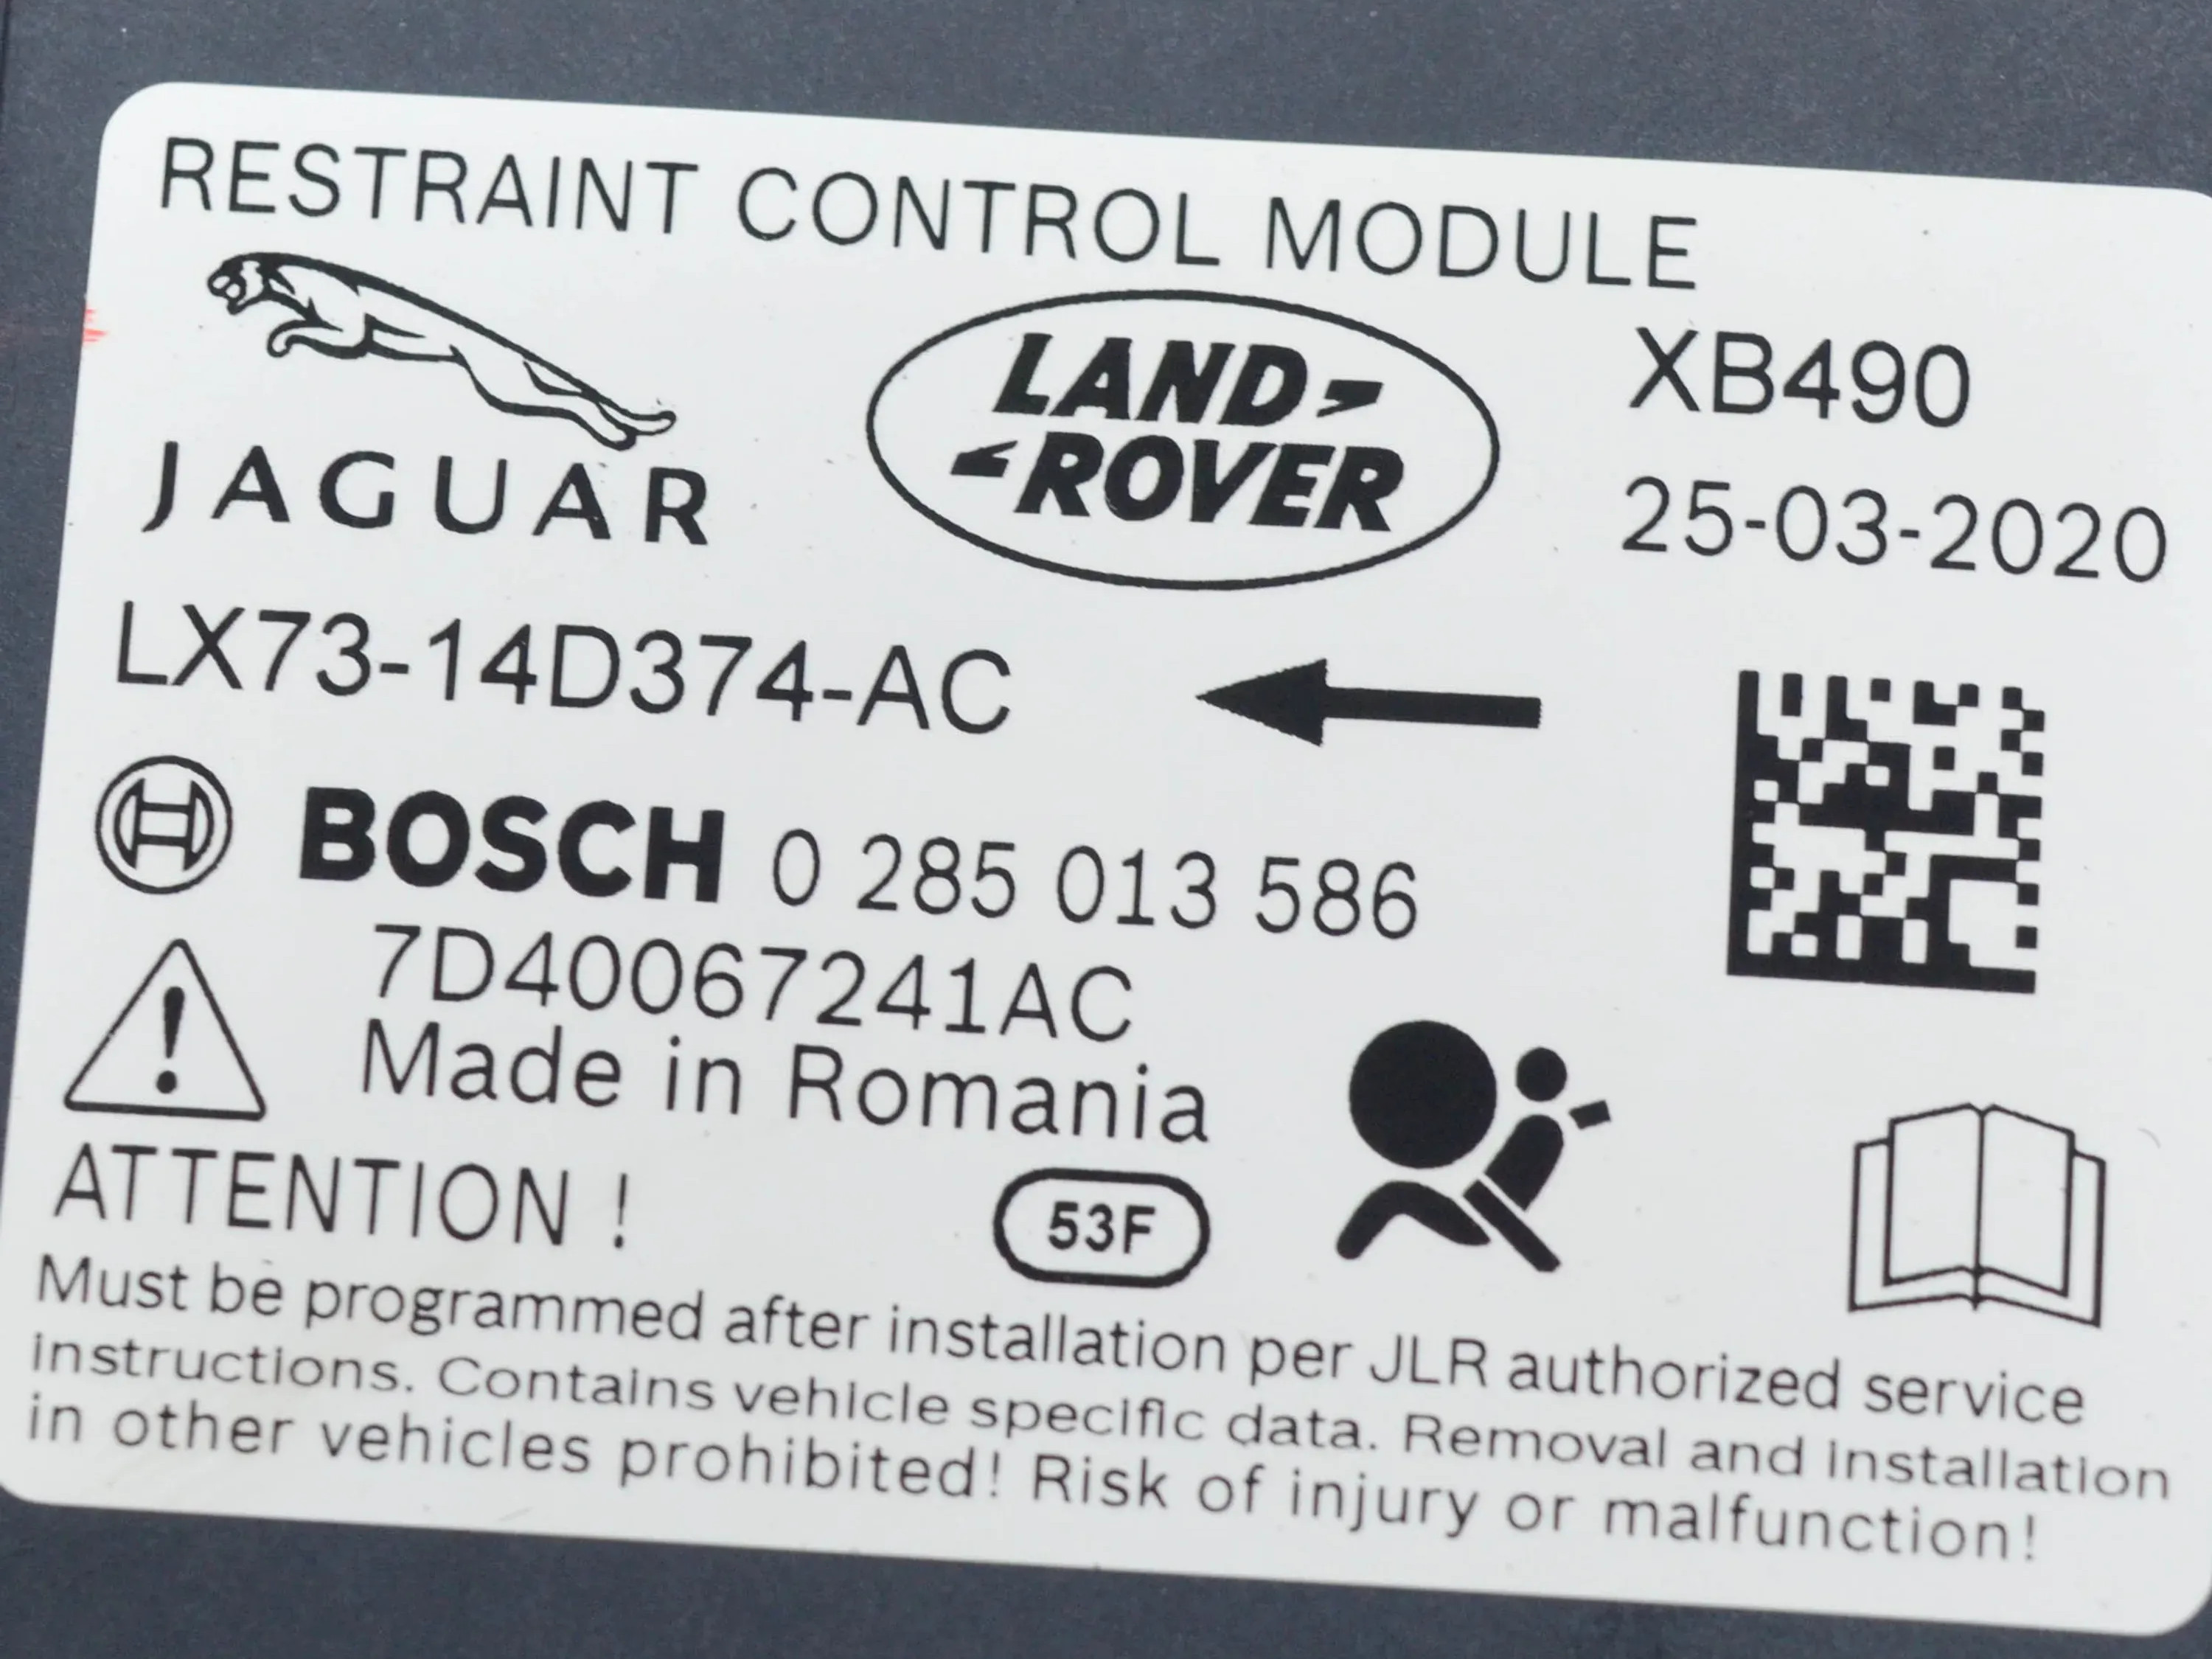 RESTRAINT CONTROL MODULE
JAGUAR
LAND
ROVER
XB490
25-03-2020
LX73-14D374-AC
BOSCH 0 285 013 586
7D40067241AC
Made in Romania
ATTENTION !
53F
Must be programmed after installation per JLR authorized service
instructions. Contains vehicle specific data. Removal and installation
in other vehicles prohibited! Risk of injury or malfunction!